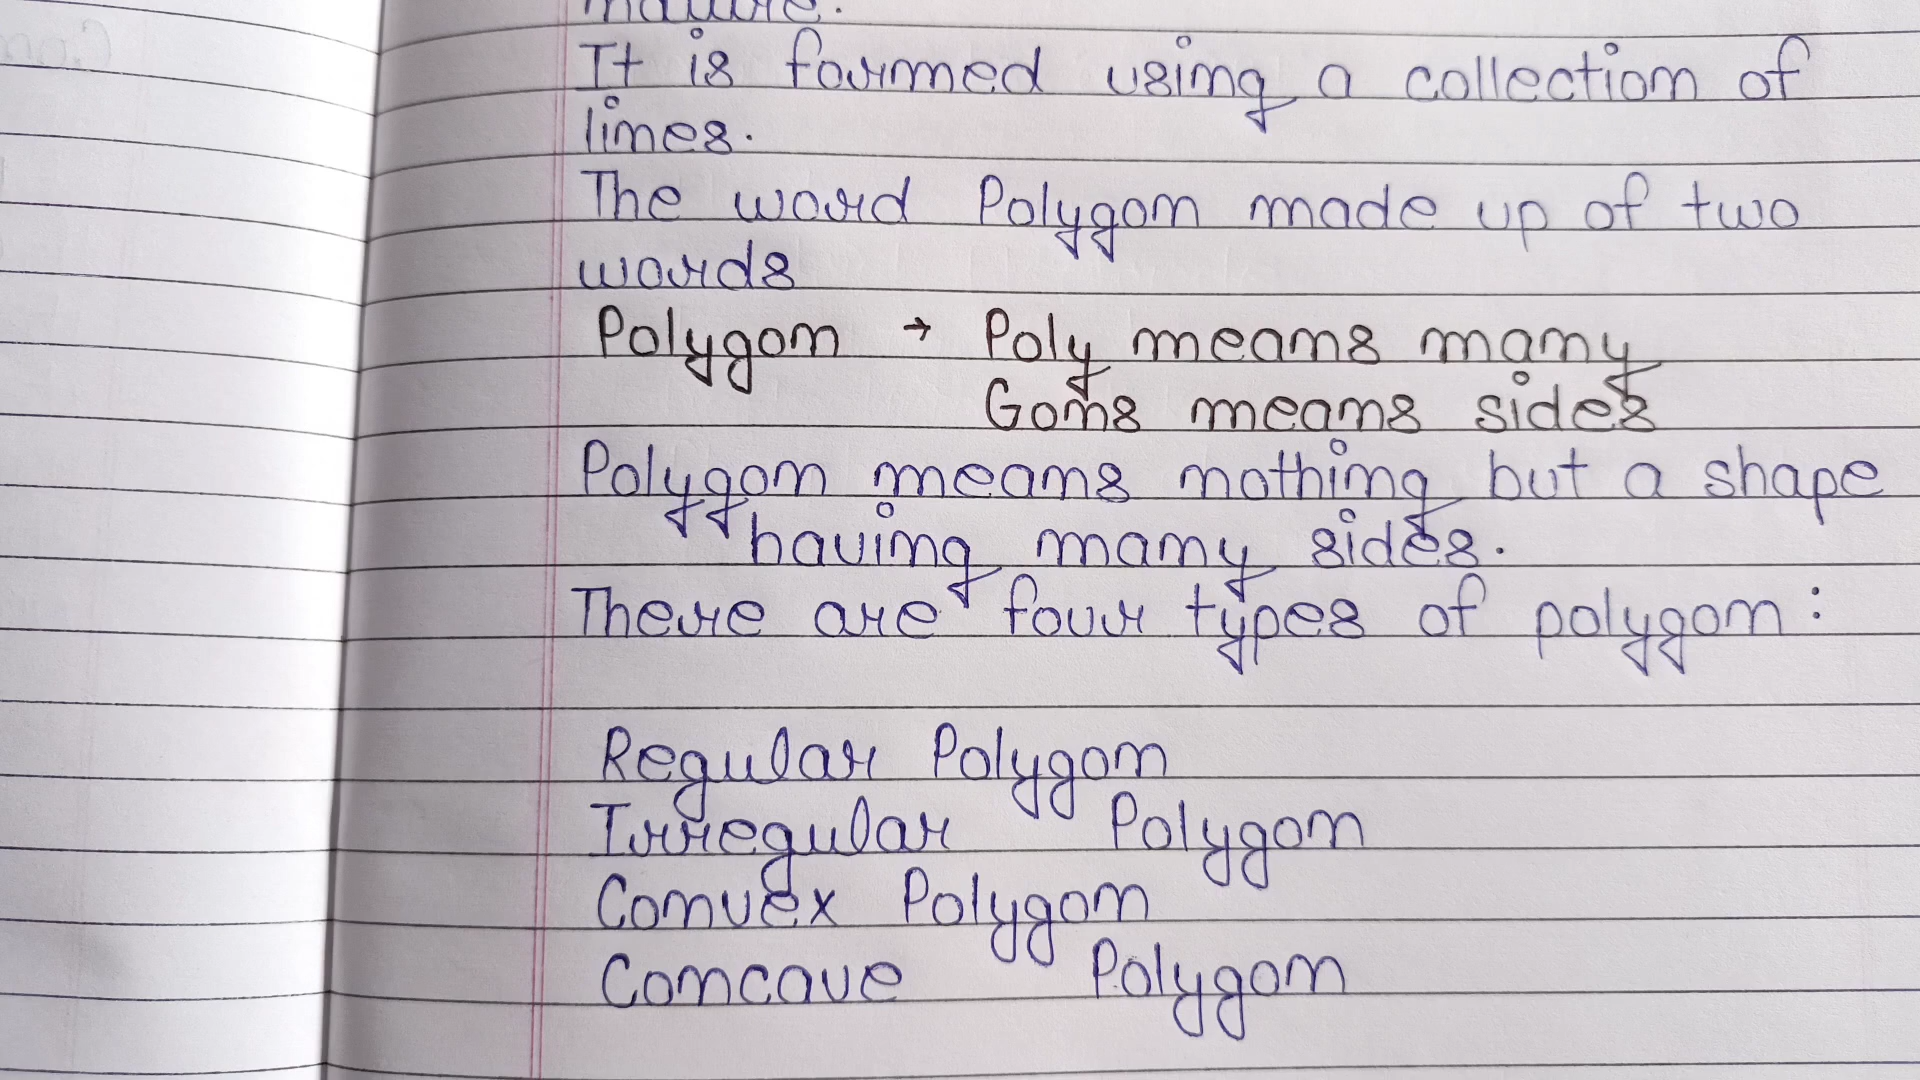 nature.
It is formed using a collection of
lines.
The word Polygon made up of two
words
Polygon → Poly means many
Gons means sides
Polygon means nothing but a shape
having many sides.
There are four types of polygon:
Regular Polygon
Irregular Polygon
Convex Polygon
Concave Polygon